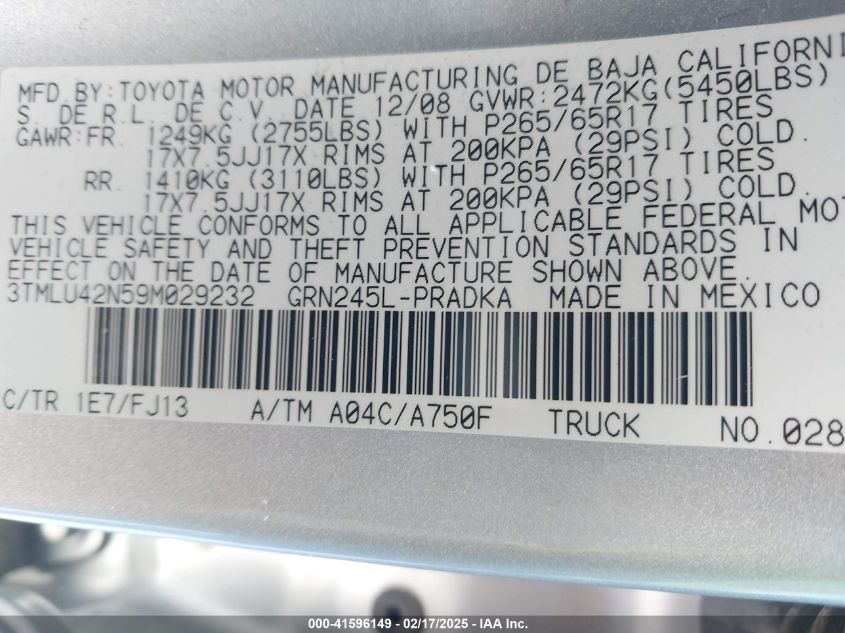 MFD.BY:TOYOTA MOTOR MANUFACTURING DE BAJA CALIFORNI
S. DE R.L. DE C.V. DATE 12/08 GVWR:2472KG(5450LBS)
GAWR:FR. 1249KG (2755LBS) WITH P265/65R17 TIRES
17X7.5JJ17X RIMS AT 200KPA (29PSI) COLD.
RR. 1410KG (3110LBS) WITH P265/65R17 TIRES
17X7.5JJ17X RIMS AT 200KPA (29PSI) COLD.
THIS VEHICLE CONFORMS TO ALL APPLICABLE FEDERAL MOT
VEHICLE SAFETY AND THEFT PREVENTION STANDARDS IN
EFFECT ON THE DATE OF MANUFACTURE SHOWN ABOVE.
3TMLU42N59M029232 GRN245L-PRADKA MADE IN MEXICO
C/TR 1E7/FJ13 A/TM A04C/A750F TRUCK NO.028
000-41596149 - 02/17/2025 - IAA Inc.